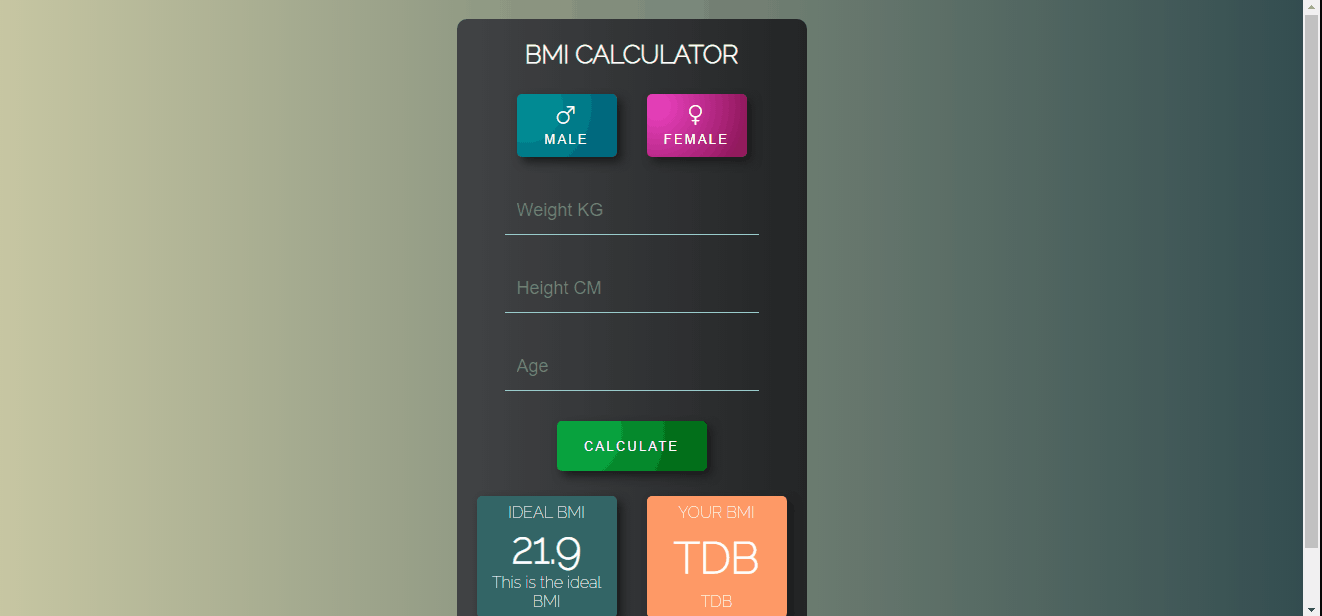 BMI CALCULATOR
MALE
FEMALE
Weight KG
Height CM
Age
CALCULATE
IDEAL BMI
21.9
This is the ideal
BMI
YOUR BMI
TDB
TDB